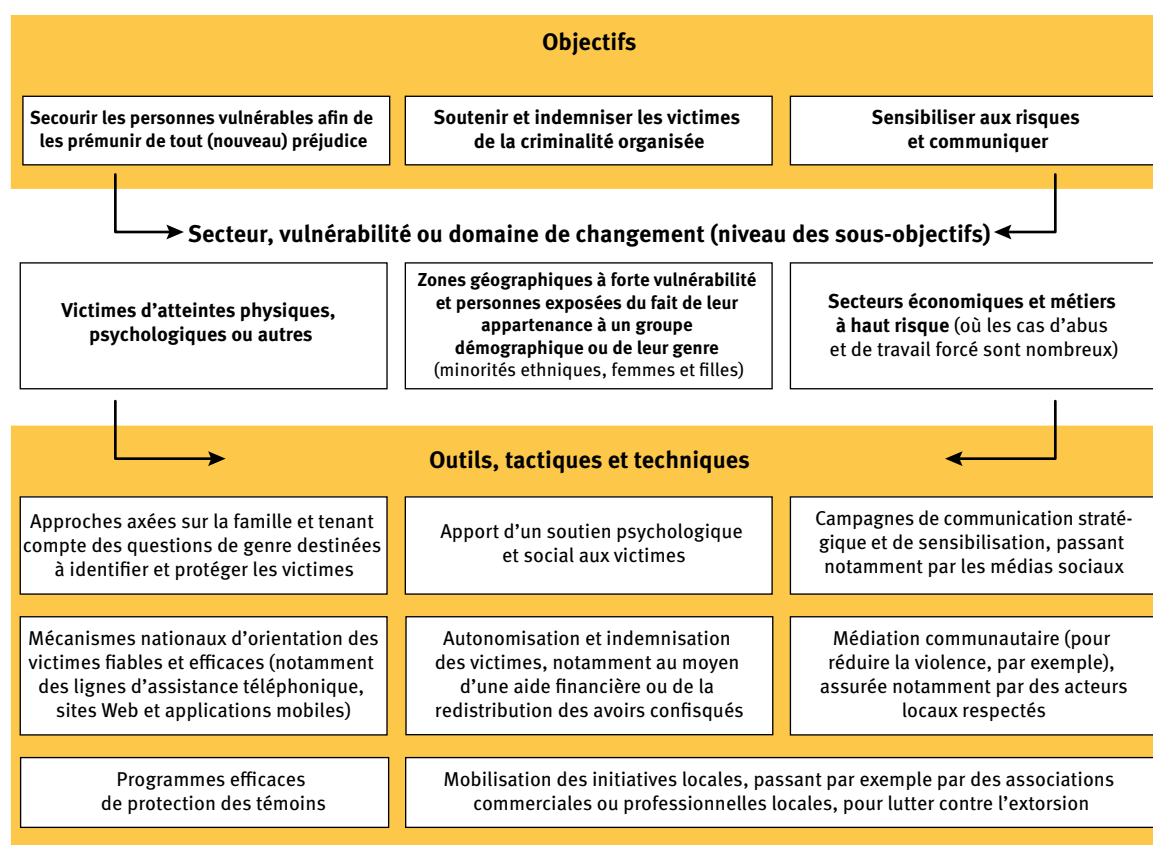 Objectifs
Secourir les personnes vulnérables afin de
les prémunir de tout (nouveau) préjudice
Soutenir et indemniser les victimes
de la criminalité organisée
Sensibiliser aux risques
et communiquer
Secteur, vulnérabilité ou domaine de changement (niveau des sous-objectifs)
Victimes d’atteintes physiques,
psychologiques ou autres
Zones géographiques à forte vulnérabilité
et personnes exposées du fait de leur
appartenance à un groupe
démographique ou de leur genre
(minorités ethniques, femmes et filles)
Secteurs économiques et métiers
à haut risque (où les cas d’abus
et de travail forcé sont nombreux)
Outils, tactiques et techniques
Approches axées sur la famille et tenant
compte des questions de genre destinées
à identifier et protéger les victimes
Apport d’un soutien psychologique
et social aux victimes
Campagnes de communication straté-
gique et de sensibilisation, passant
notamment par les médias sociaux
Mécanismes nationaux d’orientation des
victimes fiables et efficaces (notamment
des lignes d’assistance téléphonique,
sites Web et applications mobiles)
Autonomisation et indemnisation
des victimes, notamment au moyen
d’une aide financière ou de la
redistribution des avoirs confisqués
Médiation communautaire (pour
réduire la violence, par exemple),
assurée notamment par des acteurs
locaux respectés
Programmes efficaces
de protection des témoins
Mobilisation des initiatives locales, passant par exemple par des associations
commerciales ou professionnelles locales, pour lutter contre l’extorsion